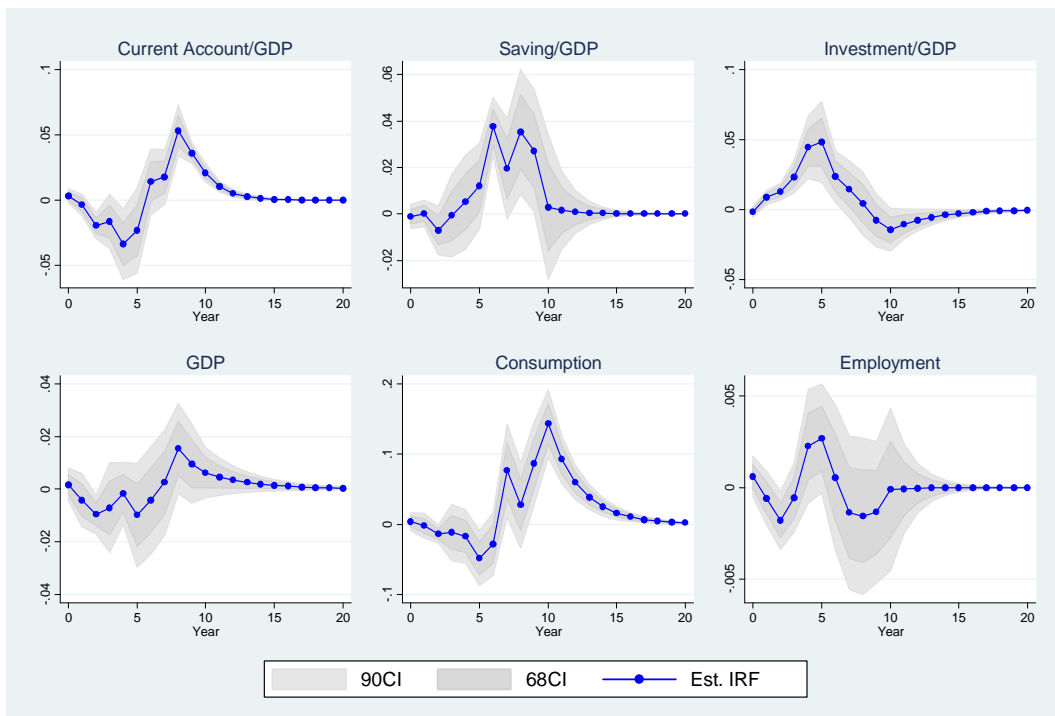 Current Account/GDP
.1
.05
0
-.05
0 5 10 15 20
Year
Saving/GDP
.06
.04
.02
0
-.02
0 5 10 15 20
Year
Investment/GDP
.1
.05
0
-.05
0 5 10 15 20
Year
GDP
.04
.02
0
-.02
-.04
0 5 10 15 20
Year
Consumption
.2
.1
0
-.1
0 5 10 15 20
Year
Employment
.005
0
-.005
0 5 10 15 20
Year
90CI 68CI Est. IRF